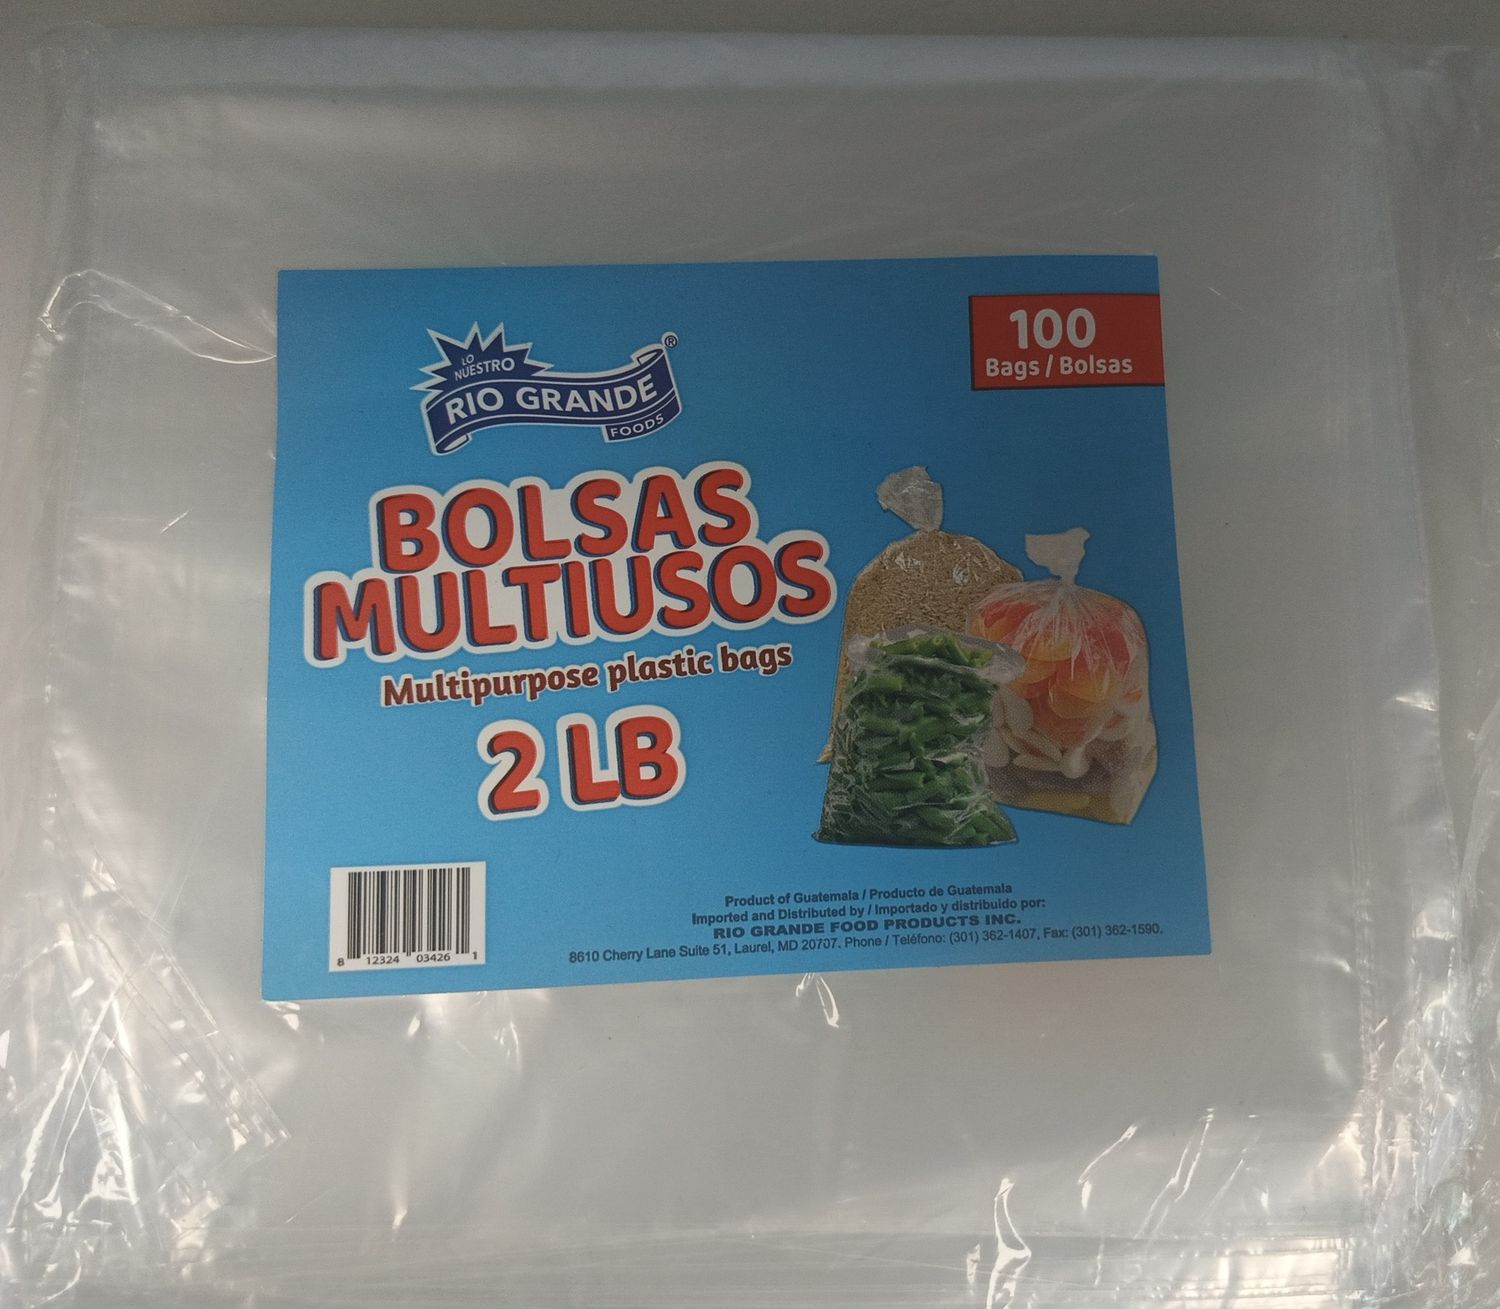 LO
NUESTRO
RIO GRANDE
FOODS
®
100
Bags / Bolsas
BOLSAS
MULTIUSOS
Multipurpose plastic bags
2 LB
Product of Guatemala / Producto de Guatemala
Imported and Distributed by / Importado y distribuido por:
RIO GRANDE FOOD PRODUCTS INC.
8610 Cherry Lane Suite 51, Laurel, MD 20707. Phone / Teléfono: (301) 362-1407, Fax: (301) 362-1590.
8 12324 03426 1